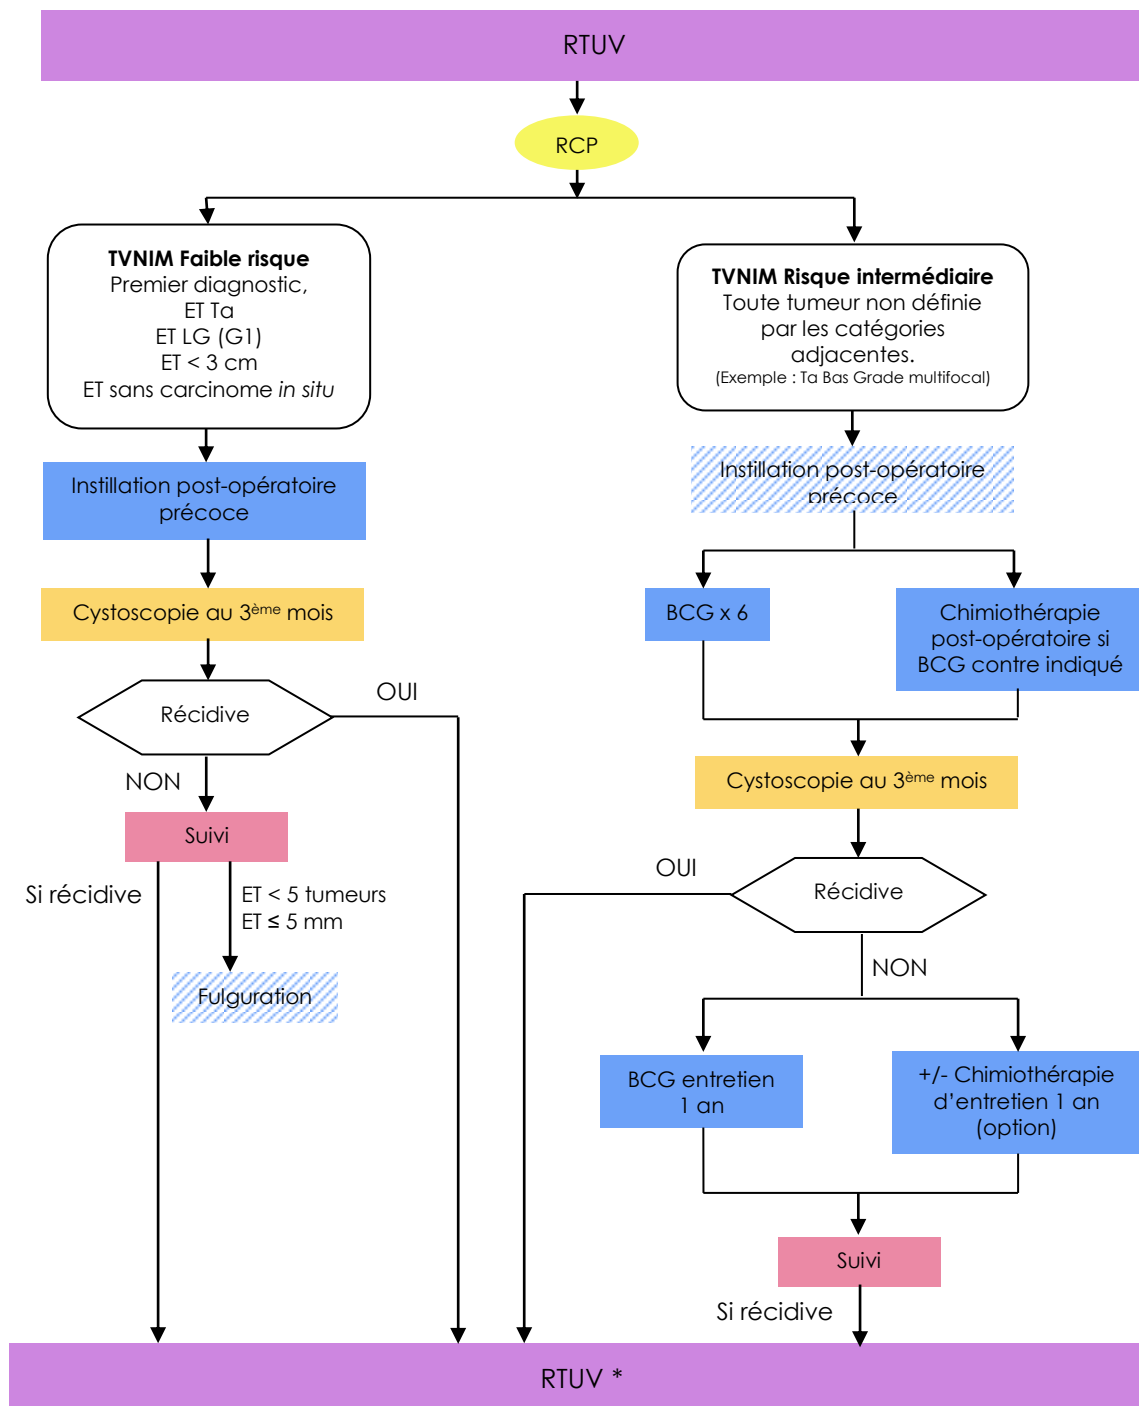 RTUV
RCP
TVNIM Faible risque
Premier diagnostic,
ET Ta
ET LG (G1)
ET < 3 cm
ET sans carcinome in situ
Instillation post-opératoire
précoce
Cystoscopie au 3ème mois
Récidive
OUI
NON
Suivi
Si récidive
ET < 5 tumeurs
ET ≤ 5 mm
Fulguration
TVNIM Risque intermédiaire
Toute tumeur non définie
par les catégories
adjacentes.
(Exemple : Ta Bas Grade multifocal)
Instillation post-opératoire
précoce
BCG x 6
Chimiothérapie
post-opératoire si
BCG contre indiqué
Cystoscopie au 3ème mois
OUI
Récidive
NON
BCG entretien
1 an
+/- Chimiothérapie
d'entretien 1 an
(option)
Suivi
Si récidive
RTUV *